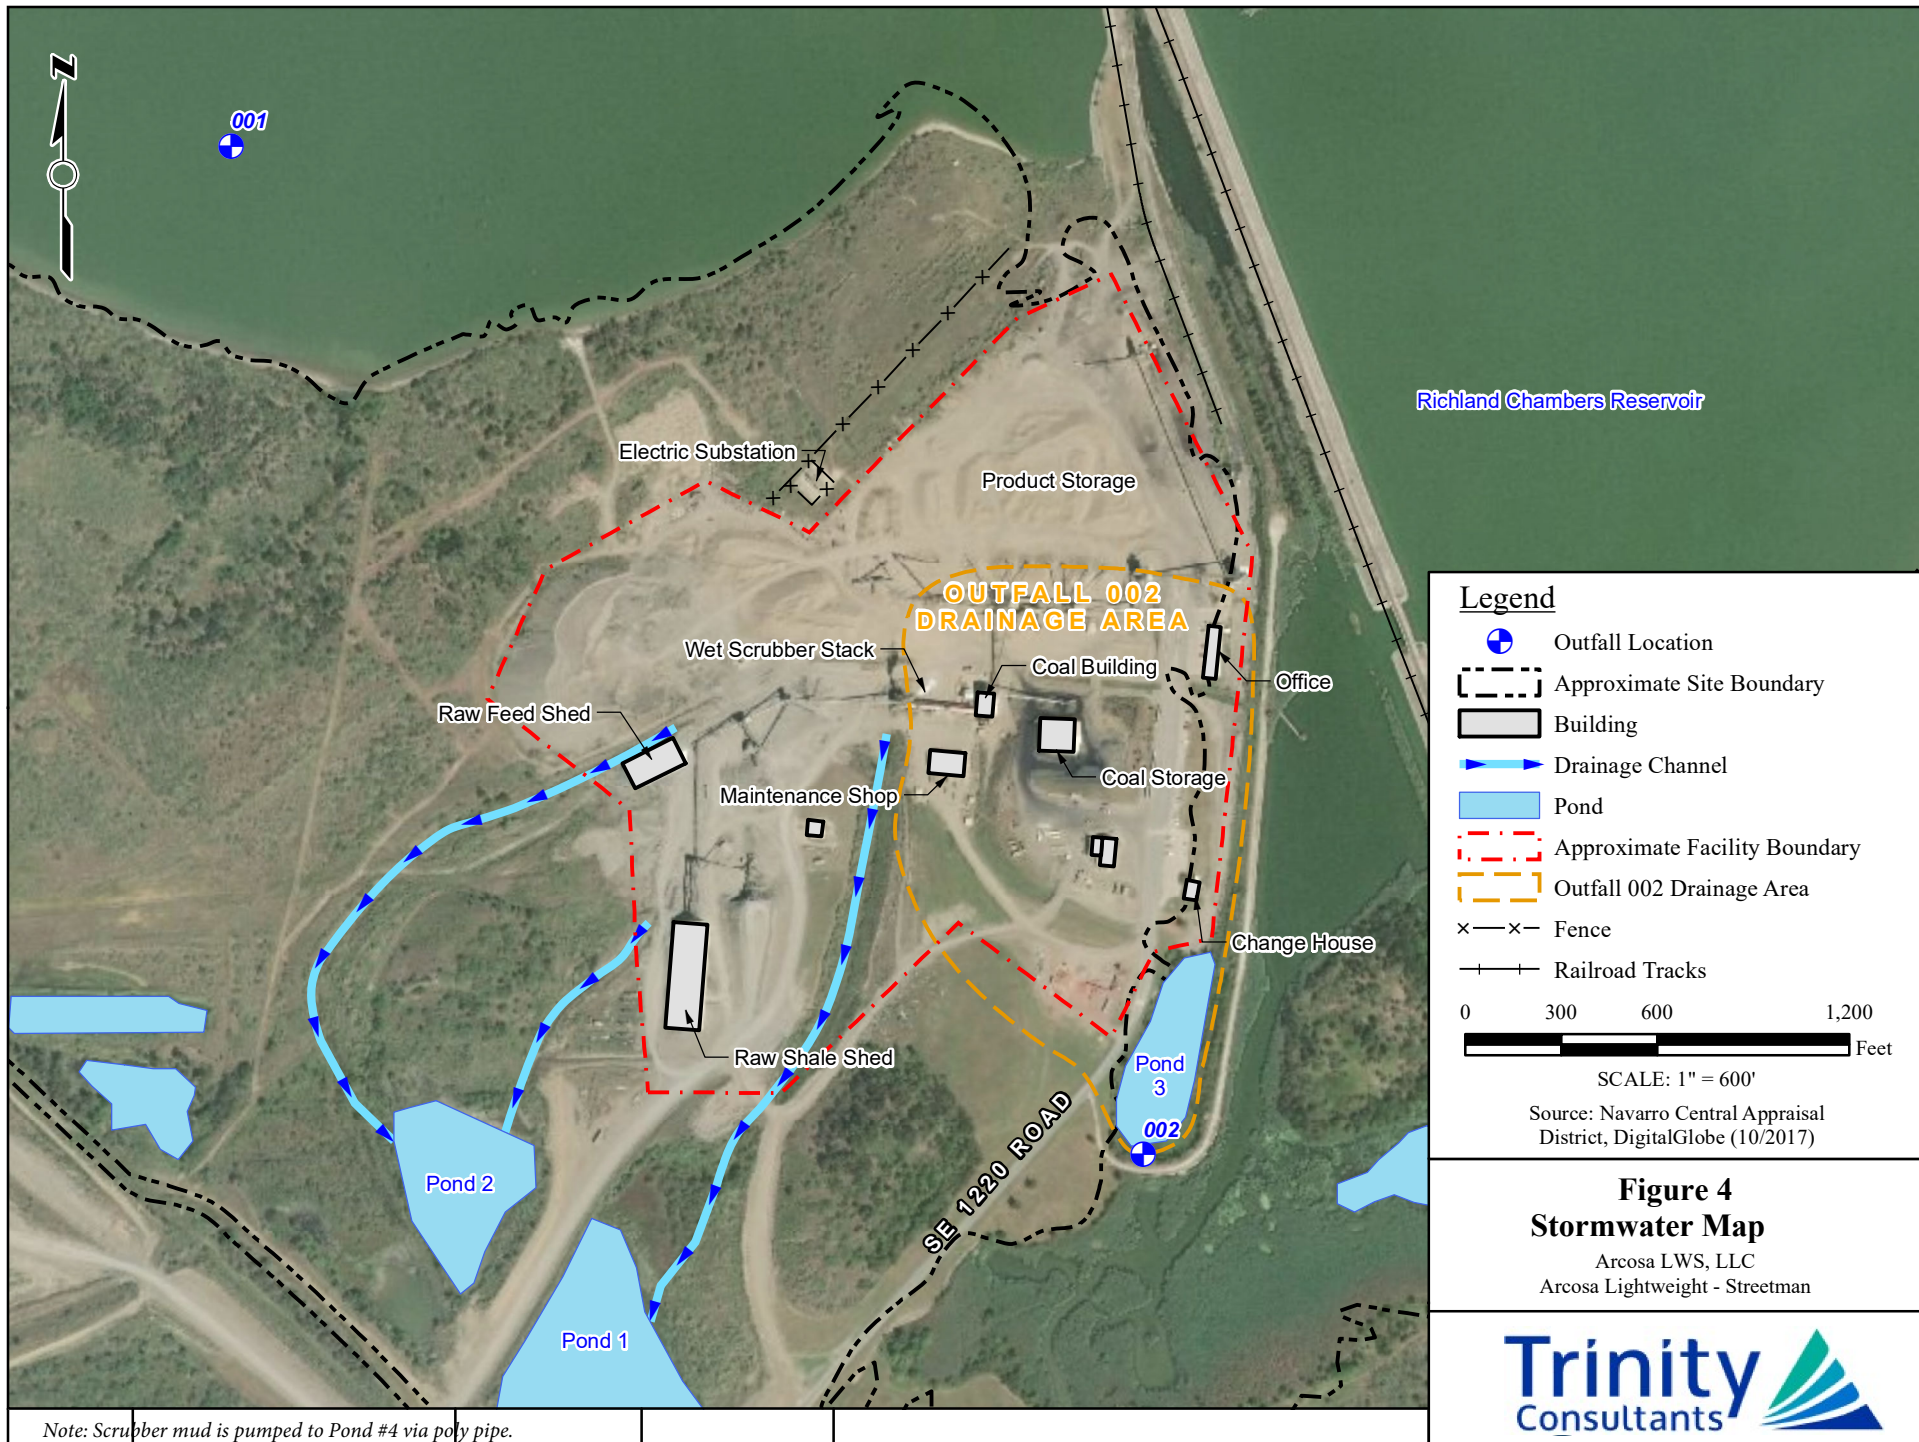 N
001
Richland Chambers Reservoir
Electric Substation
Product Storage
OUTFALL 002
DRAINAGE AREA
Wet Scrubber Stack
Coal Building
Office
Raw Feed Shed
Coal Storage
Maintenance Shop
Change House
Raw Shale Shed
Pond
3
002
SE 1220 ROAD
Pond 2
Pond 1
Note: Scrubber mud is pumped to Pond #4 via poly pipe.
Legend
Outfall Location
Approximate Site Boundary
Building
Drainage Channel
Pond
Approximate Facility Boundary
Outfall 002 Drainage Area
Fence
Railroad Tracks
0 300 600 1,200
Feet
SCALE: 1" = 600'
Source: Navarro Central Appraisal
District, DigitalGlobe (10/2017)
Figure 4
Stormwater Map
Arcosa LWS, LLC
Arcosa Lightweight - Streetman
Trinity
Consultants